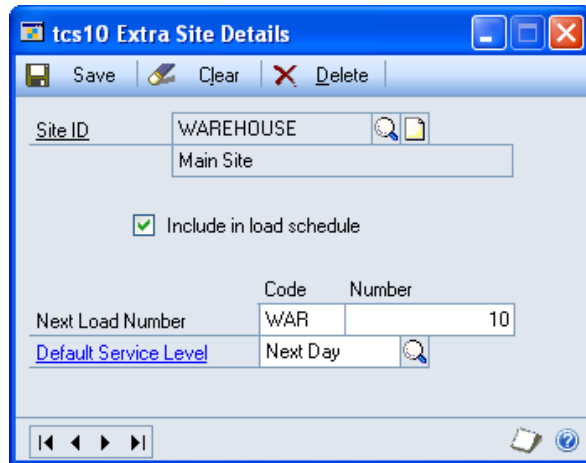 tcs10 Extra Site Details
Save Clear Delete
Site ID WAREHOUSE
Main Site
Include in load schedule
Code Number
Next Load Number WAR 10
Default Service Level Next Day